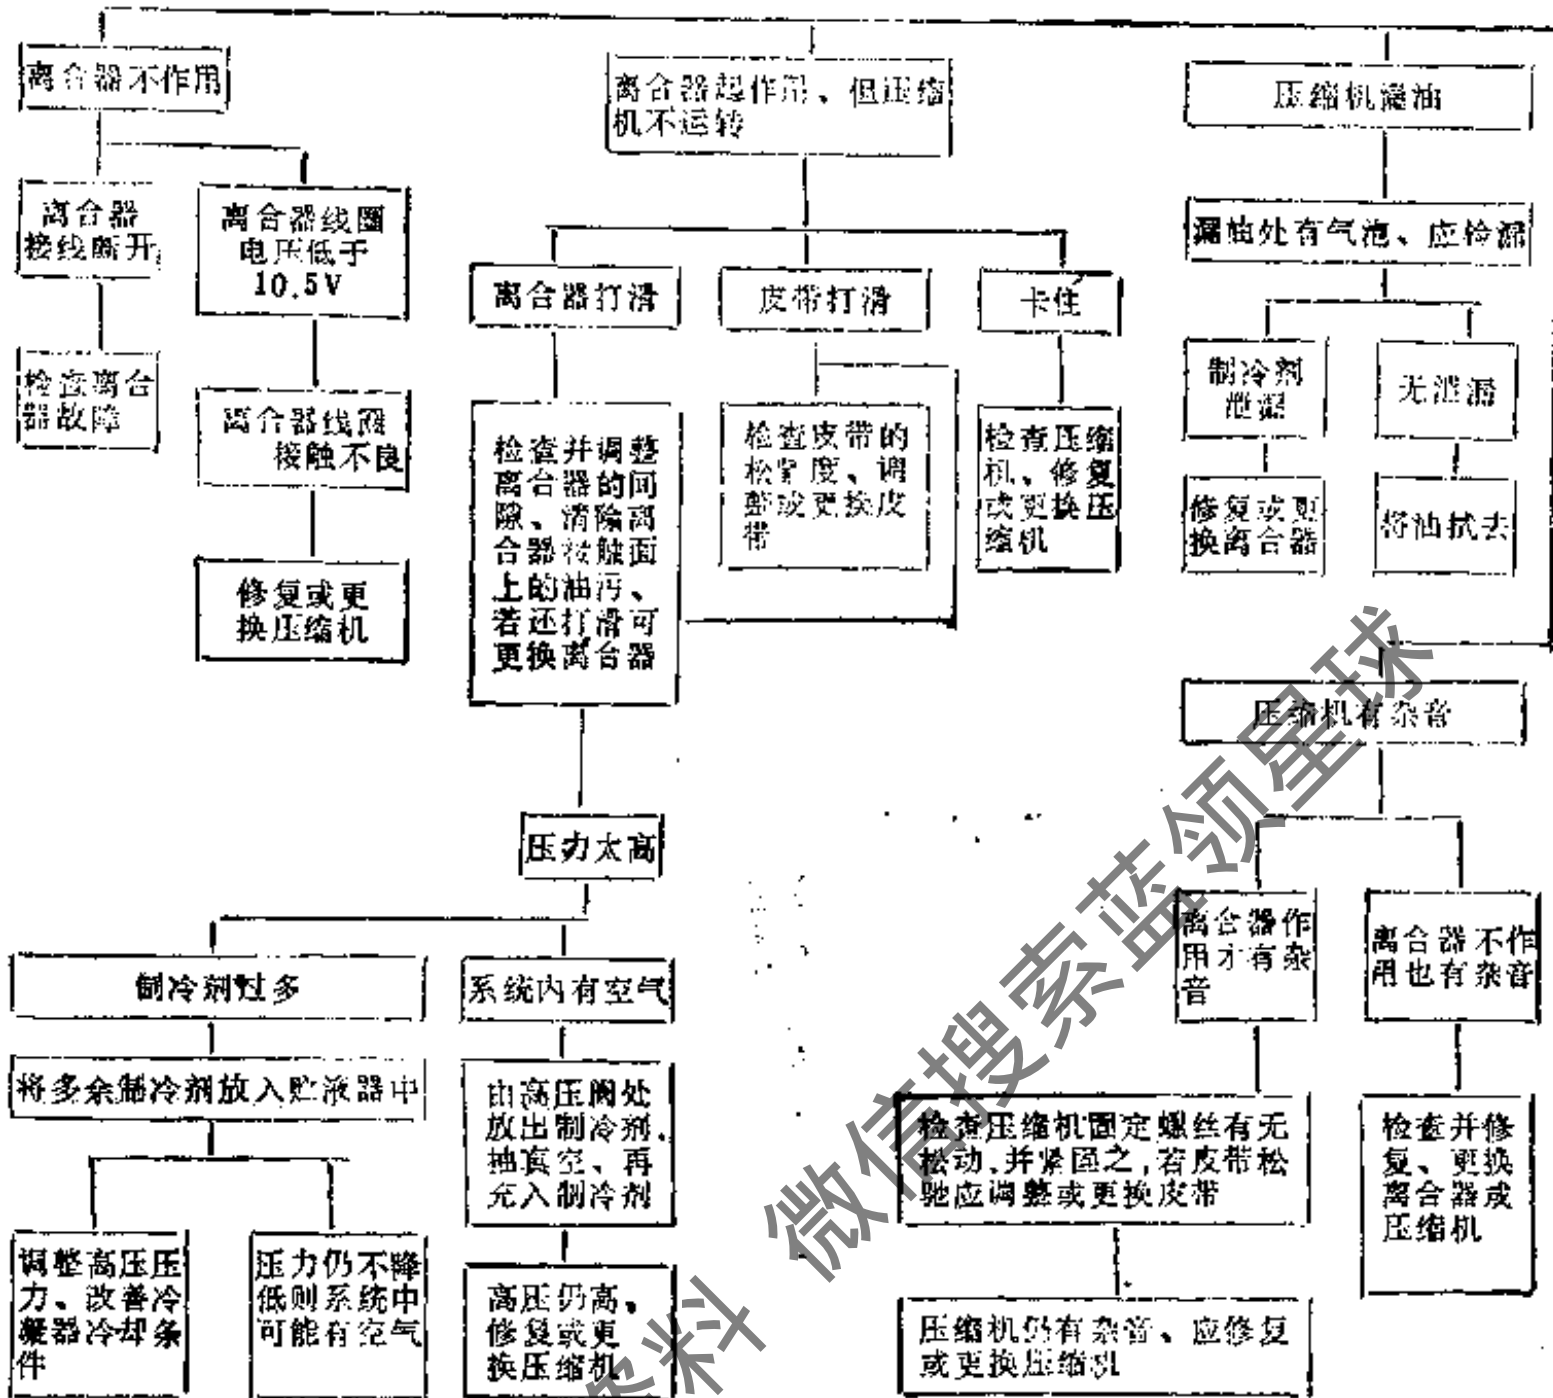 离合器不作用
离合器起作用、但压缩
机不运转
压缩机漏油
离合器
接线断开
离合器线圈
电压低于
10.5V
漏油处有气泡、应检漏
离合器打滑
皮带打滑
卡住
检查离合
器故障
离合器线圈
接触不良
制冷剂
泄漏
无泄漏
检查并调整
离合器的间
隙、清除离
合器接触面
上的油污、
若还打滑可
更换离合器
检查皮带的
松紧度、调
整或更换皮
带
检查压缩
机、修复
或更换压
缩机
修复或更
换离合器
将油拭去
修复或更
换压缩机
压缩机有杂音
压力太高
离合器作
用才有杂
音
离合器不作
用也有杂音
制冷剂过多
系统内有空气
将多余制冷剂放入贮液器中
由高压阀处
放出制冷剂、
抽真空、再
充入制冷剂
检查压缩机固定螺丝有无
松动、并紧固之,若皮带松
驰应调整或更换皮带
检查并修
复、更换
离合器或
压缩机
调整高压压
力、改善冷
凝器冷却条
件
压力仍不降
低则系统中
可能有空气
高压仍高、
修复或更
换压缩机
压缩机仍有杂音、应修复
或更换压缩机
微信搜索蓝领星球
料